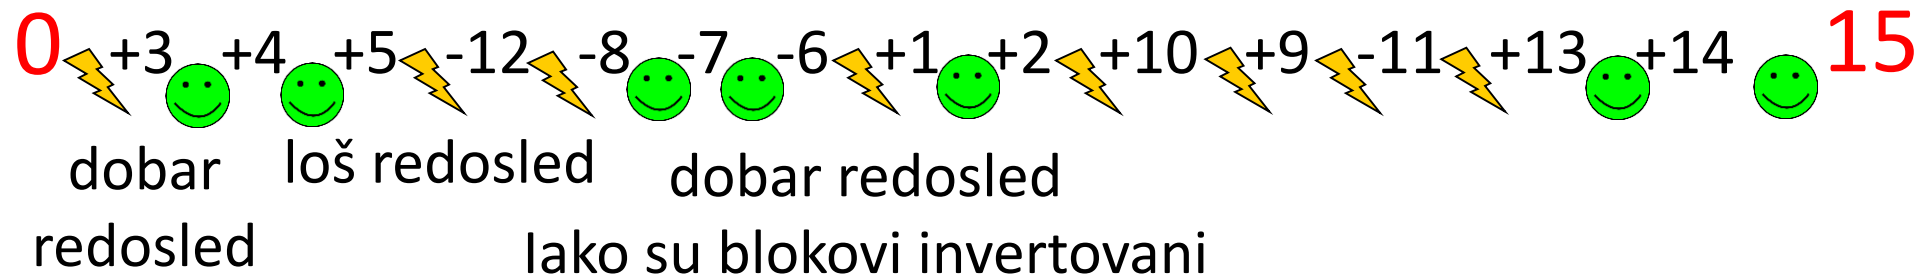 0 +3 +4 +5 -12 -8 -7 -6 +1 +2 +10 +9 -11 +13 +14 15
dobar redosled
loš redosled
dobar redosled
Iako su blokovi invertovani